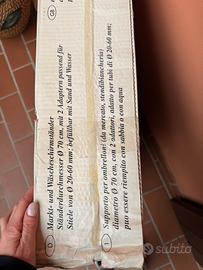 GB
D
Markt- und Wäscheschirmständer
Ständerdurchmesser Ø 70 cm, mit 2 Adaptern passend für
Stiele von Ø 20-60 mm; befüllbar mit Sand und Wasser
I
Supporto per ombrelloni (da mercato, stendibiancheria)
diametro Ø 70 cm, con 2 adattori, adatto per tubi di Ø 20-60 mm;
può essere riempito con sabbia o con acqua
subito